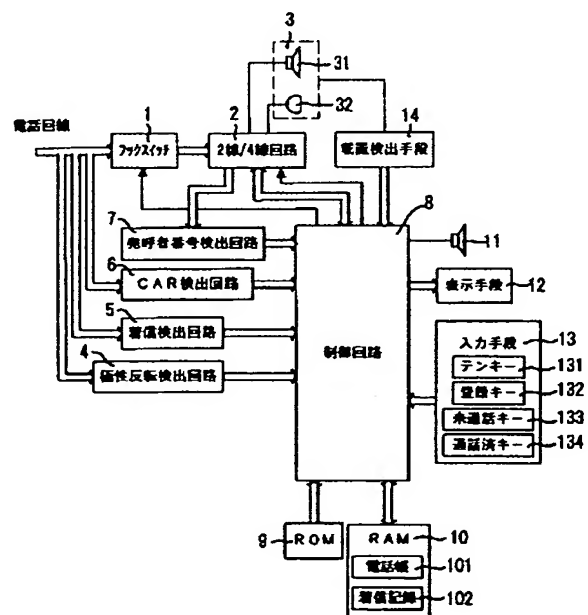 3
31
32
電話回線
1
フックスイッチ
2
2線/4線回路
14
載置検出手段
7
発呼者番号検出回路
8
11
6
CAR検出回路
表示手段
12
5
着信検出回路
4
極性反転検出回路
制御回路
入力手段
13
テンキー
131
登録キー
132
未通話キー
133
通話済キー
134
9
ROM
RAM
10
電話帳
101
着信記録
102